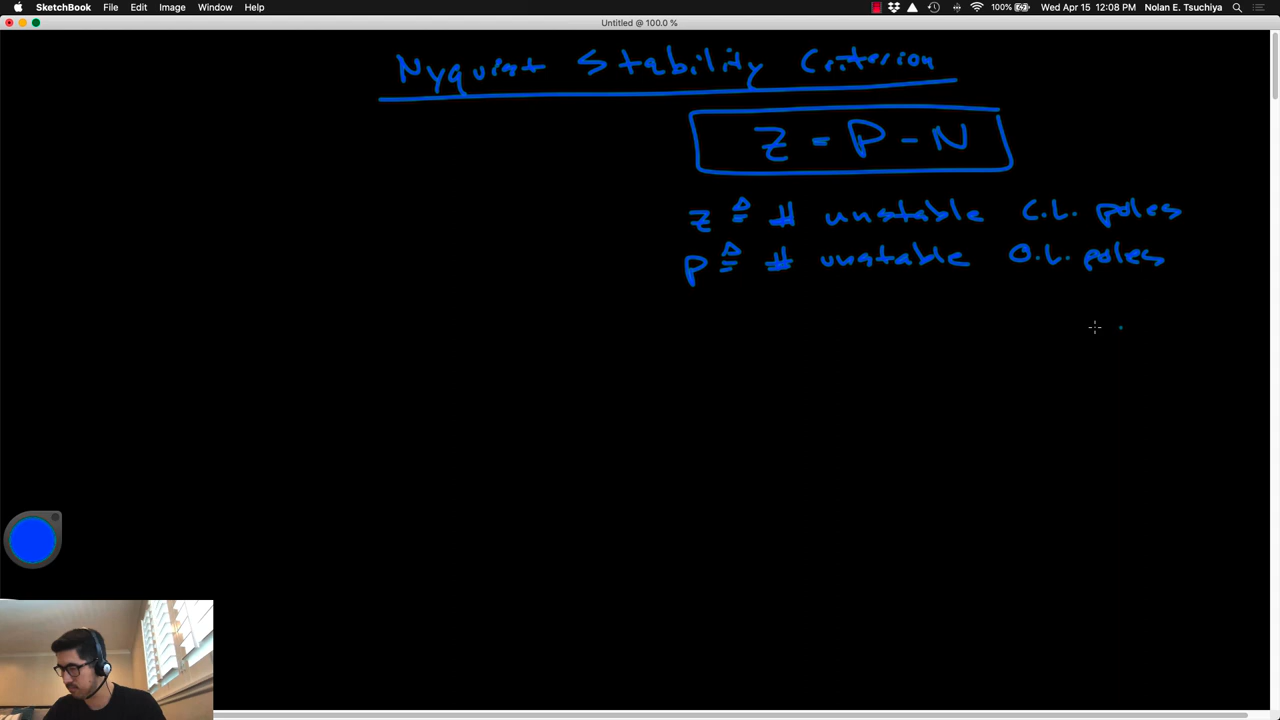 SketchBook File Edit Image Window Help 100% Wed Apr 15 12:08 PM Nolan E. Tsuchiya
Untitled @ 100.0 %
Nyquist Stability Criterion
Z = P - N
Z ≜ # unstable C.L. poles
P ≜ # unstable O.L. poles